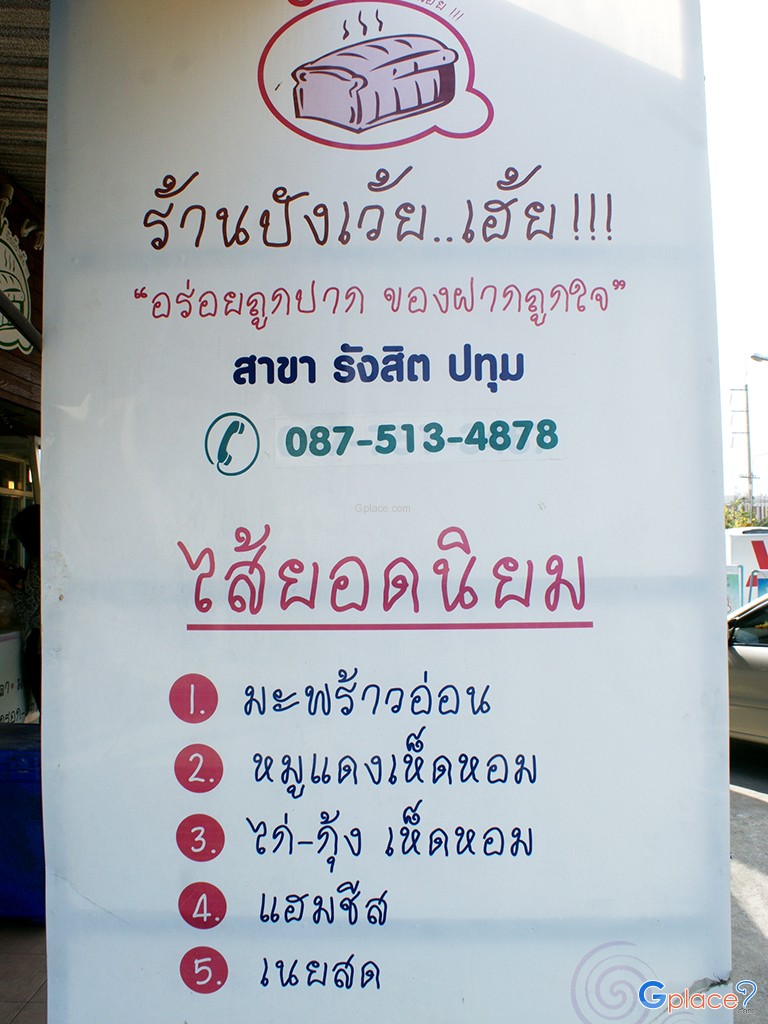 ร้านปังเว้ย..เฮ้ย!!!
“อร่อยถูกปาก ของฝากถูกใจ”
สาขา รังสิต ปทุม
087-513-4878
Gplace.com
ไส้ยอดนิยม
1. มะพร้าวอ่อน
2. หมูแดงเห็ดหอม
3. ไก่-กุ้ง เห็ดหอม
4. แฮมชีส
5. เนยสด
Gplace?.com